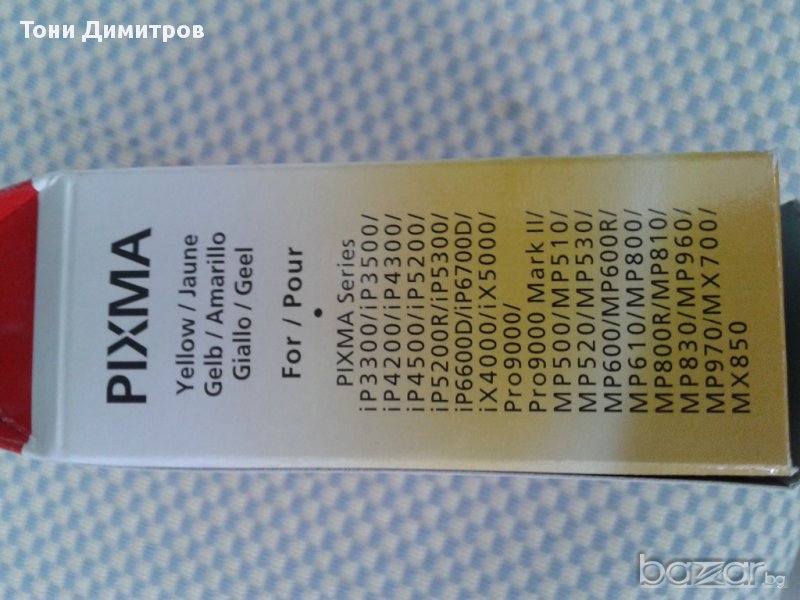 Тони Димитров
PIXMA
Yellow / Jaune
Gelb / Amarillo
Giallo / Geel
For / Pour
•
PIXMA Series
iP3300/iP3500/
iP4200/iP4300/
iP4500/iP5200/
iP5200R/iP5300/
iP6600D/iP6700D/
iX4000/iX5000/
Pro9000/
Pro9000 Mark II/
MP500/MP510/
MP520/MP530/
MP600/MP600R/
MP610/MP800/
MP800R/MP810/
MP830/MP960/
MP970/MX700/
MX850
bazar.bg